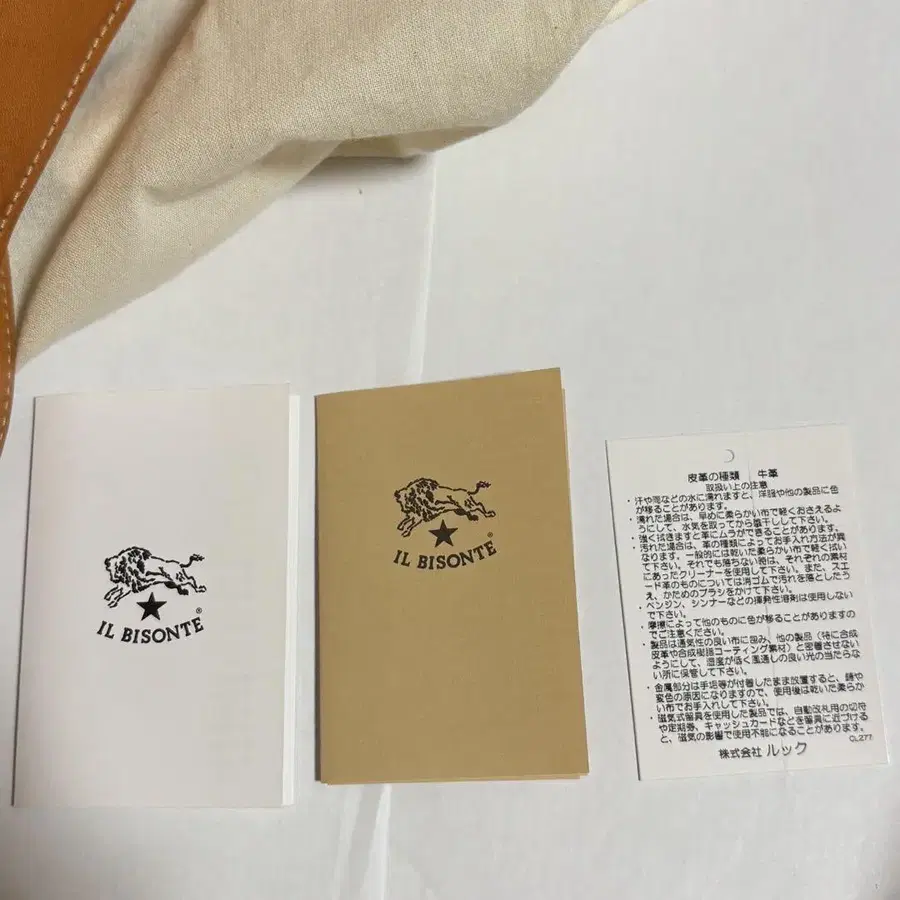 IL BISONTE
®
IL BISONTE
®
皮革の種類 牛革
取扱い上の注意
・汗や雨などの水に濡れますと、洋服や他の製品に色
が移ることがあります。
・濡れた場合は、早めに柔らかい布で軽くおさえるよ
うにして、水気を取ってから陰干しして下さい。
・強く拭きますと革にムラができることがあります。
・汚れた場合は、革の種類によってお手入れ方法が異
なります。一般的には乾いた柔らかい布で軽く拭い
て下さい。それでも落ちない時は、それぞれの素材
にあったクリーナーを使用して下さい。また、スエ
ード革のものについては消ゴムで汚れを落としたう
え、かためのブラシをかけて下さい。
・ベンジン、シンナーなどの揮発性溶剤は使用しない
で下さい。
・摩擦によって他のものに色が移ることがありますの
でご注意ください。
・製品は通気性の良い布に包み、他の製品（特に合成
皮革や合成樹脂コーティング素材）と密着させない
ようにして、湿度が低く風通しの良い光の当たらな
い所に保管して下さい。
・金属部分は手垢等が付着したまま放置すると、錆や
変色の原因になりますので、使用後は乾いた柔らか
い布でお手入れして下さい。
・磁気式留具を使用した製品では、自動改札用の切符
や定期券、キャッシュカードなどを留具に近づける
と、磁気の影響で使用不能になることがあります。
CL277
株式会社 ルック